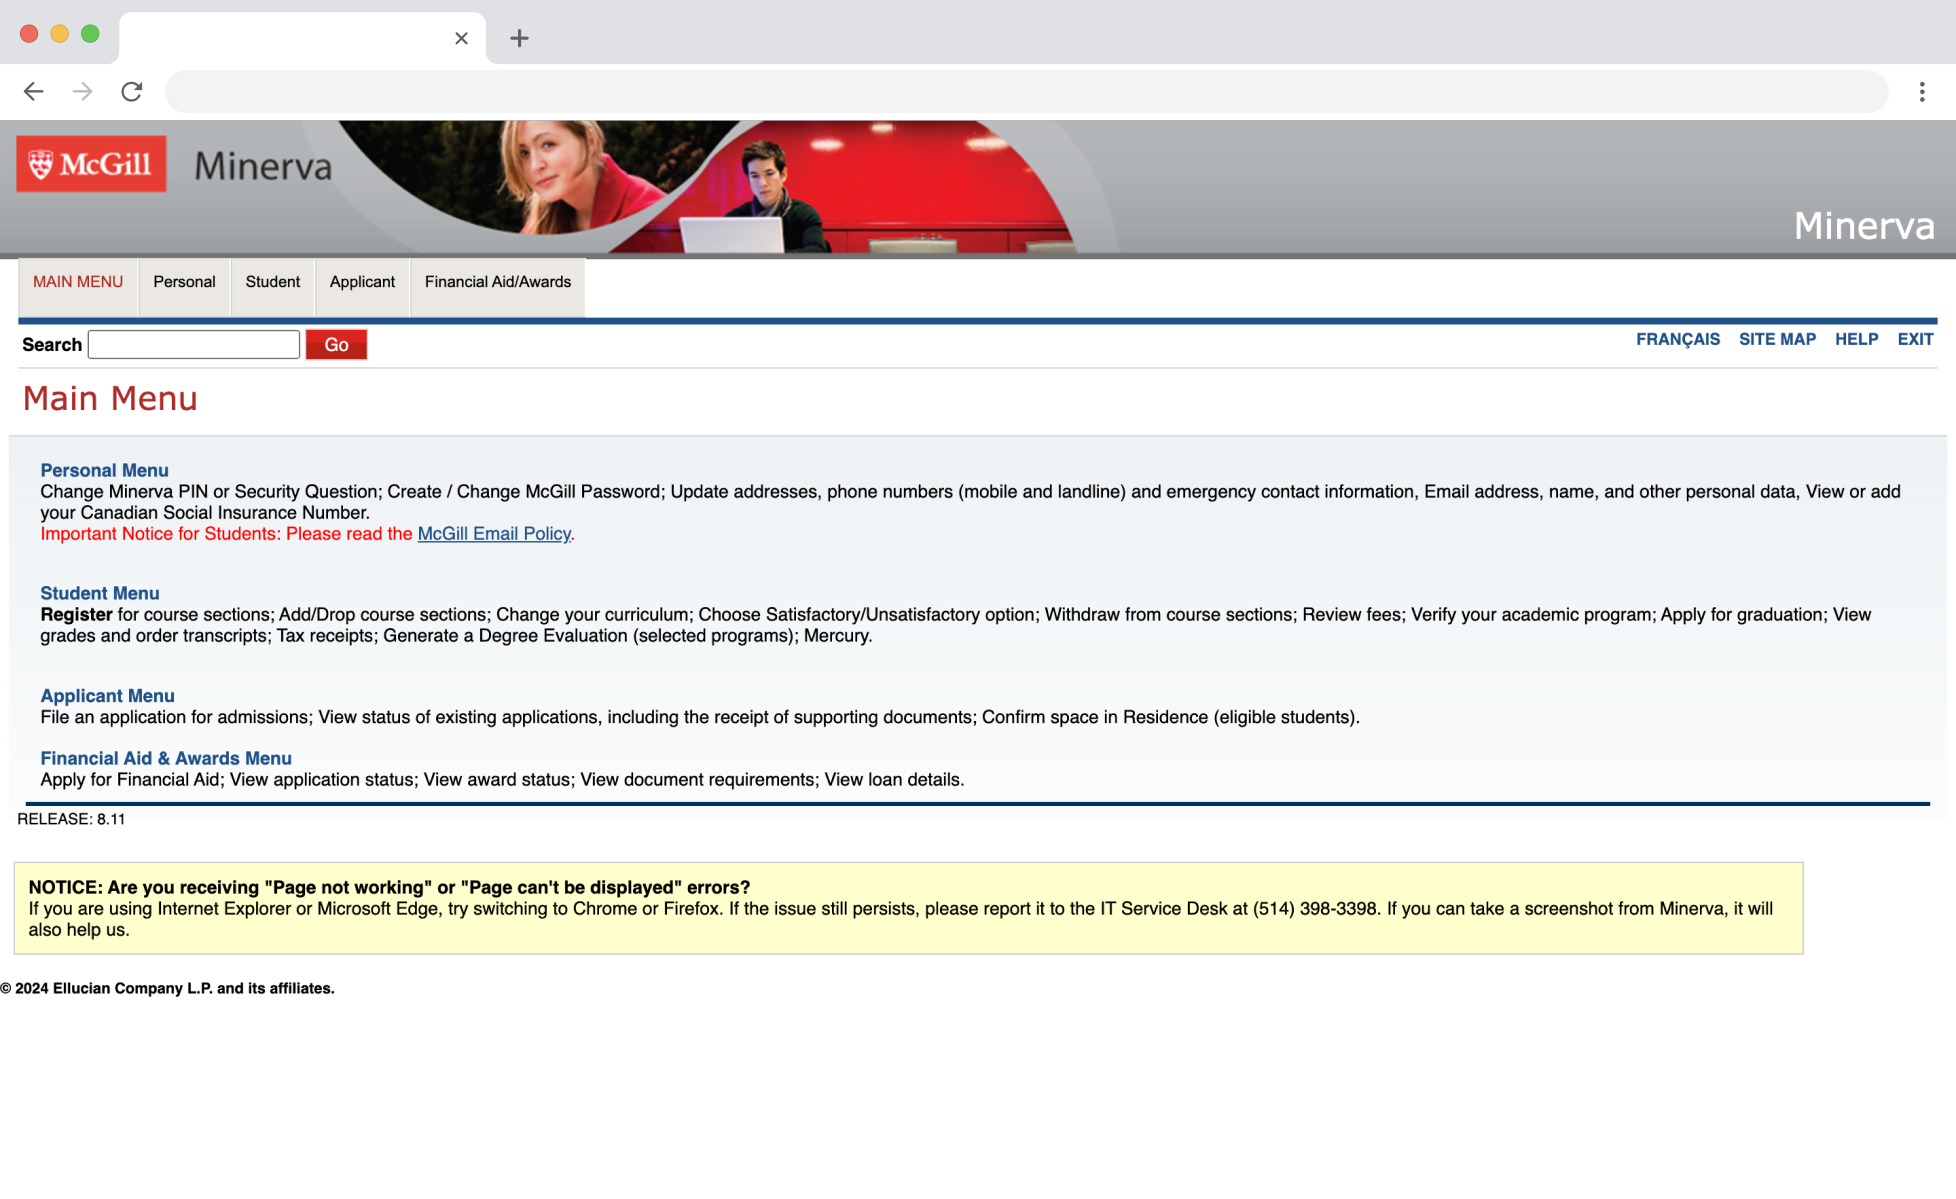 McGill Minerva
Minerva
MAIN MENU Personal Student Applicant Financial Aid/Awards
Search Go FRANÇAIS SITE MAP HELP EXIT
Main Menu
Personal Menu
Change Minerva PIN or Security Question; Create / Change McGill Password; Update addresses, phone numbers (mobile and landline) and emergency contact information, Email address, name, and other personal data, View or add
your Canadian Social Insurance Number.
Important Notice for Students: Please read the McGill Email Policy.
Student Menu
Register for course sections; Add/Drop course sections; Change your curriculum; Choose Satisfactory/Unsatisfactory option; Withdraw from course sections; Review fees; Verify your academic program; Apply for graduation; View
grades and order transcripts; Tax receipts; Generate a Degree Evaluation (selected programs); Mercury.
Applicant Menu
File an application for admissions; View status of existing applications, including the receipt of supporting documents; Confirm space in Residence (eligible students).
Financial Aid & Awards Menu
Apply for Financial Aid; View application status; View award status; View document requirements; View loan details.
RELEASE: 8.11
NOTICE: Are you receiving "Page not working" or "Page can't be displayed" errors?
If you are using Internet Explorer or Microsoft Edge, try switching to Chrome or Firefox. If the issue still persists, please report it to the IT Service Desk at (514) 398-3398. If you can take a screenshot from Minerva, it will
also help us.
© 2024 Ellucian Company L.P. and its affiliates.